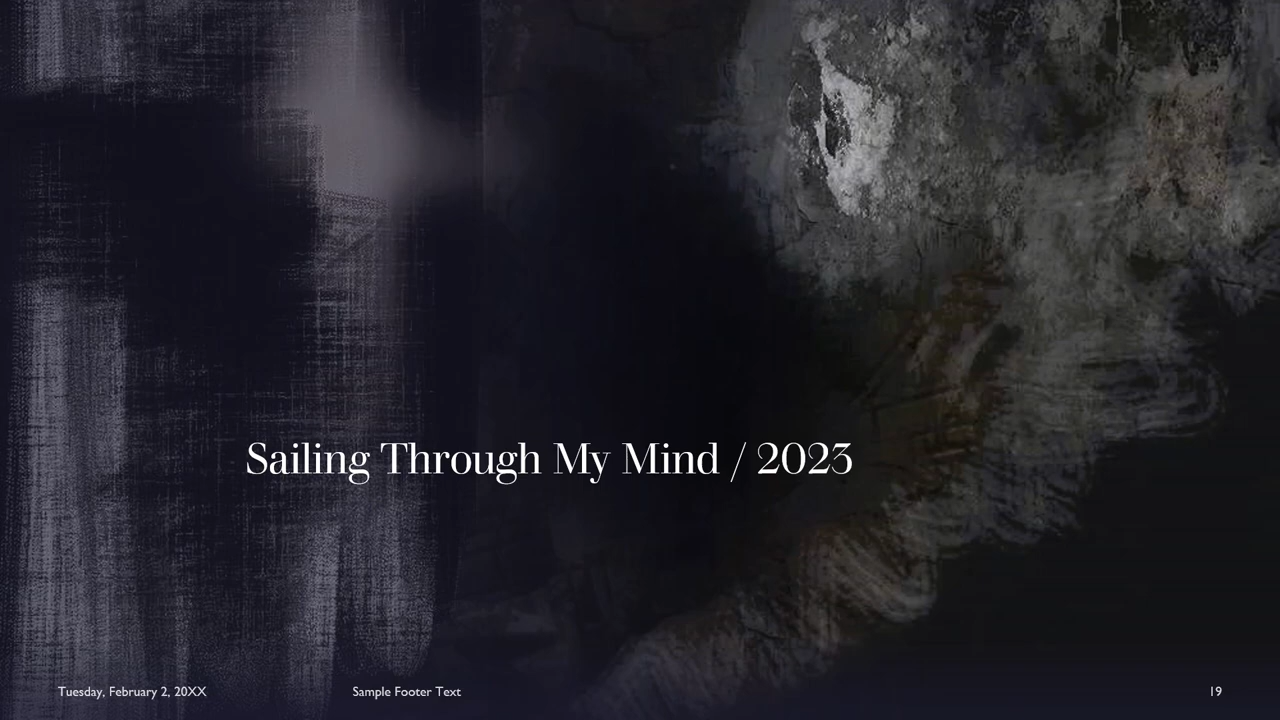 Sailing Through My Mind / 2023
Tuesday, February 2, 20XX
Sample Footer Text
19